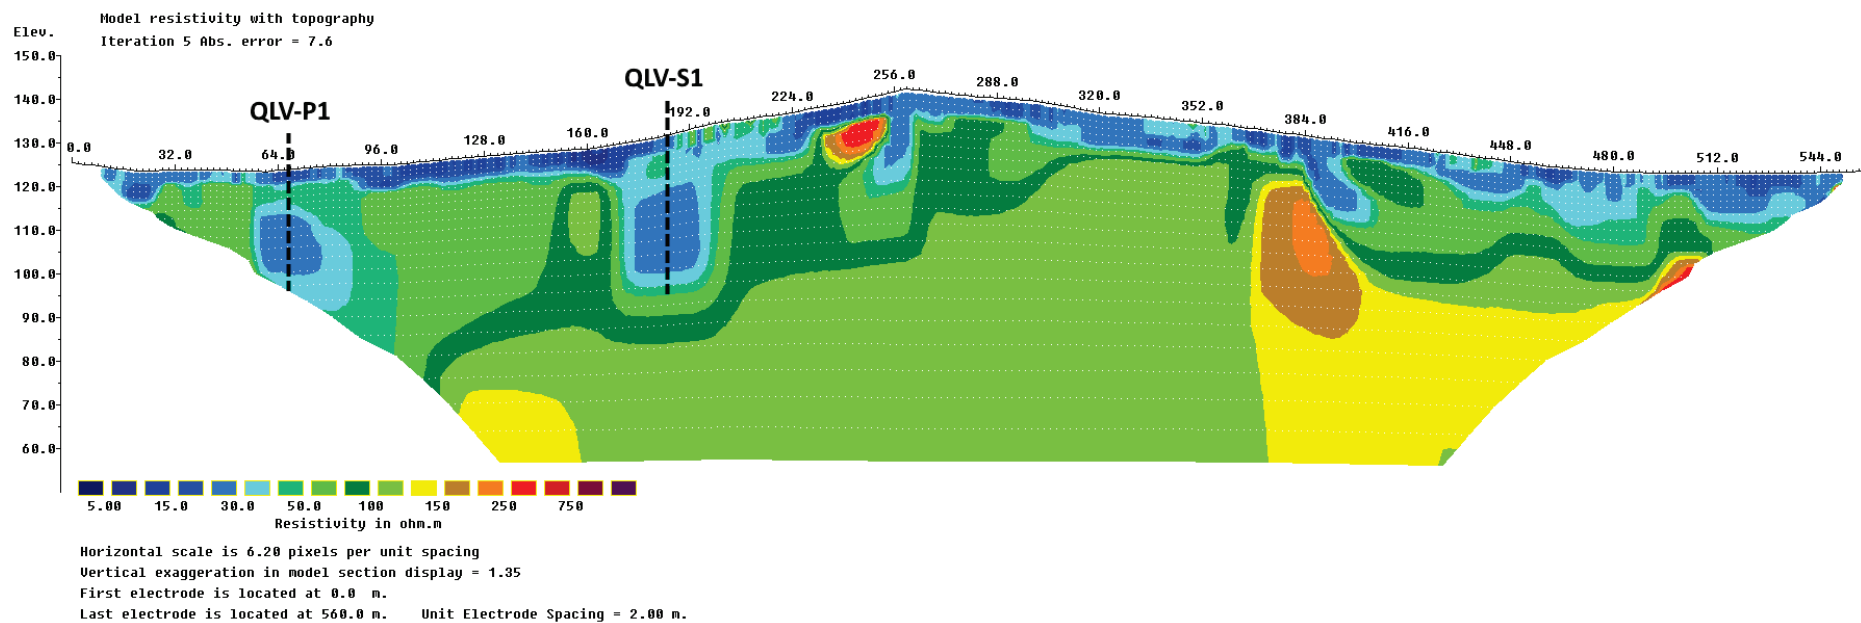 Model resistivity with topography
Elev.
Iteration 5 Abs. error = 7.6
150.0
QLV-P1
QLV-S1
140.0
130.0
120.0
110.0
100.0
90.0
80.0
70.0
60.0
0.0 32.0 64.0 96.0 128.0 160.0 192.0 224.0 256.0 288.0 320.0 352.0 384.0 416.0 448.0 480.0 512.0 544.0
5.00 15.0 30.0 50.0 100 150 250 750
Resistivity in ohm.m
Horizontal scale is 6.20 pixels per unit spacing
Vertical exaggeration in model section display = 1.35
First electrode is located at 0.0 m.
Last electrode is located at 560.0 m. Unit Electrode Spacing = 2.00 m.